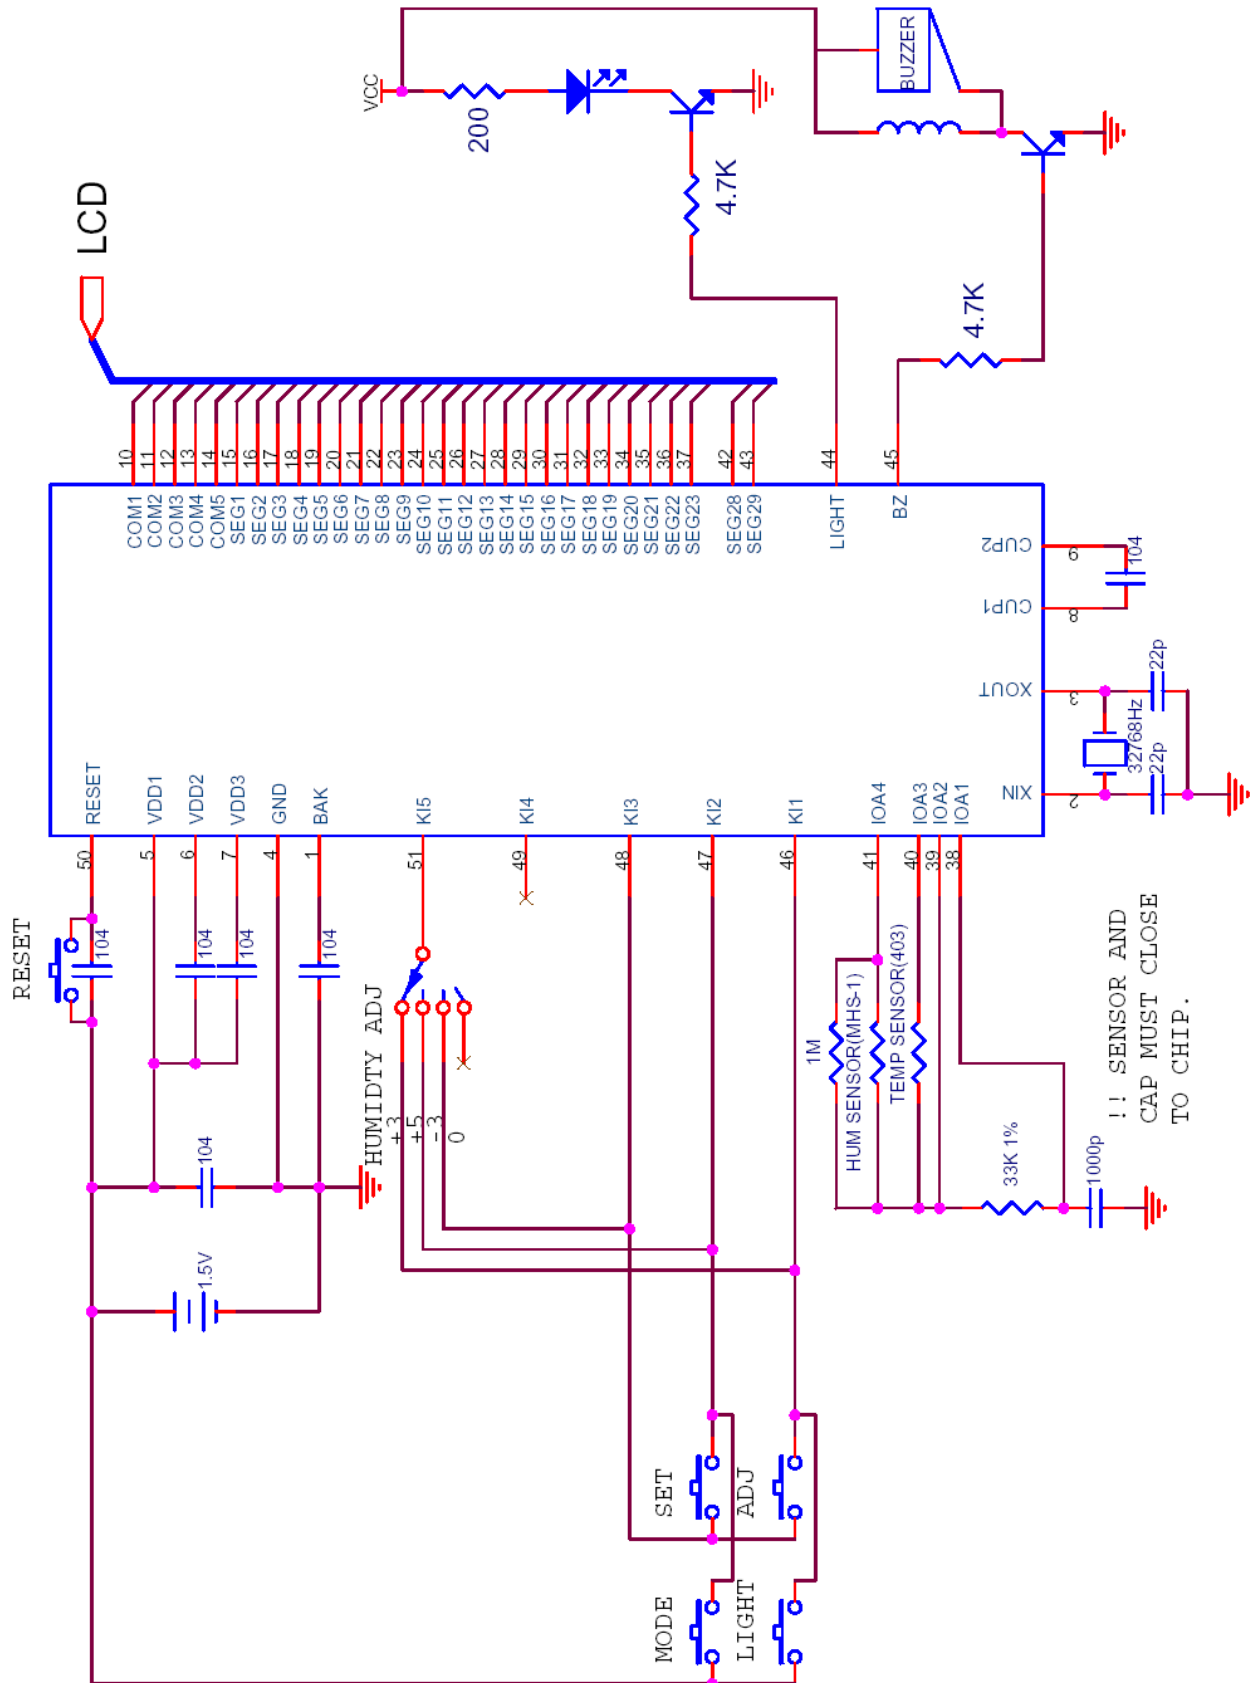 LCD
VCC
200
4.7K
BUZZER
4.7K
10
11
12
13
14
15
16
17
18
19
20
21
22
23
24
25
26
27
28
29
30
31
32
33
34
35
36
37
42
43
44
45
COM1
COM2
COM3
COM4
COM5
SEG1
SEG2
SEG3
SEG4
SEG5
SEG6
SEG7
SEG8
SEG9
SEG10
SEG11
SEG12
SEG13
SEG14
SEG15
SEG16
SEG17
SEG18
SEG19
SEG20
SEG21
SEG22
SEG23
SEG28
SEG29
LIGHT
BZ
CUP2
9
104
CUP1
8
XOUT
3
22p
32768Hz
22p
XIN
2
RESET
VDD1
VDD2
VDD3
GND
BAK
KI5
KI4
KI3
KI2
KI1
IOA4
IOA3
IOA2
IOA1
50
5
6
7
4
1
51
49
48
47
46
41
40
39
38
RESET
104
104
104
104
104
1.5V
HUMIDTY ADJ
+3
+5
-3
0
1M
HUM SENSOR(MHS-1)
TEMP SENSOR(403)
33K 1%
1000p
!! SENSOR AND
CAP MUST CLOSE
TO CHIP.
SET
ADJ
MODE
LIGHT